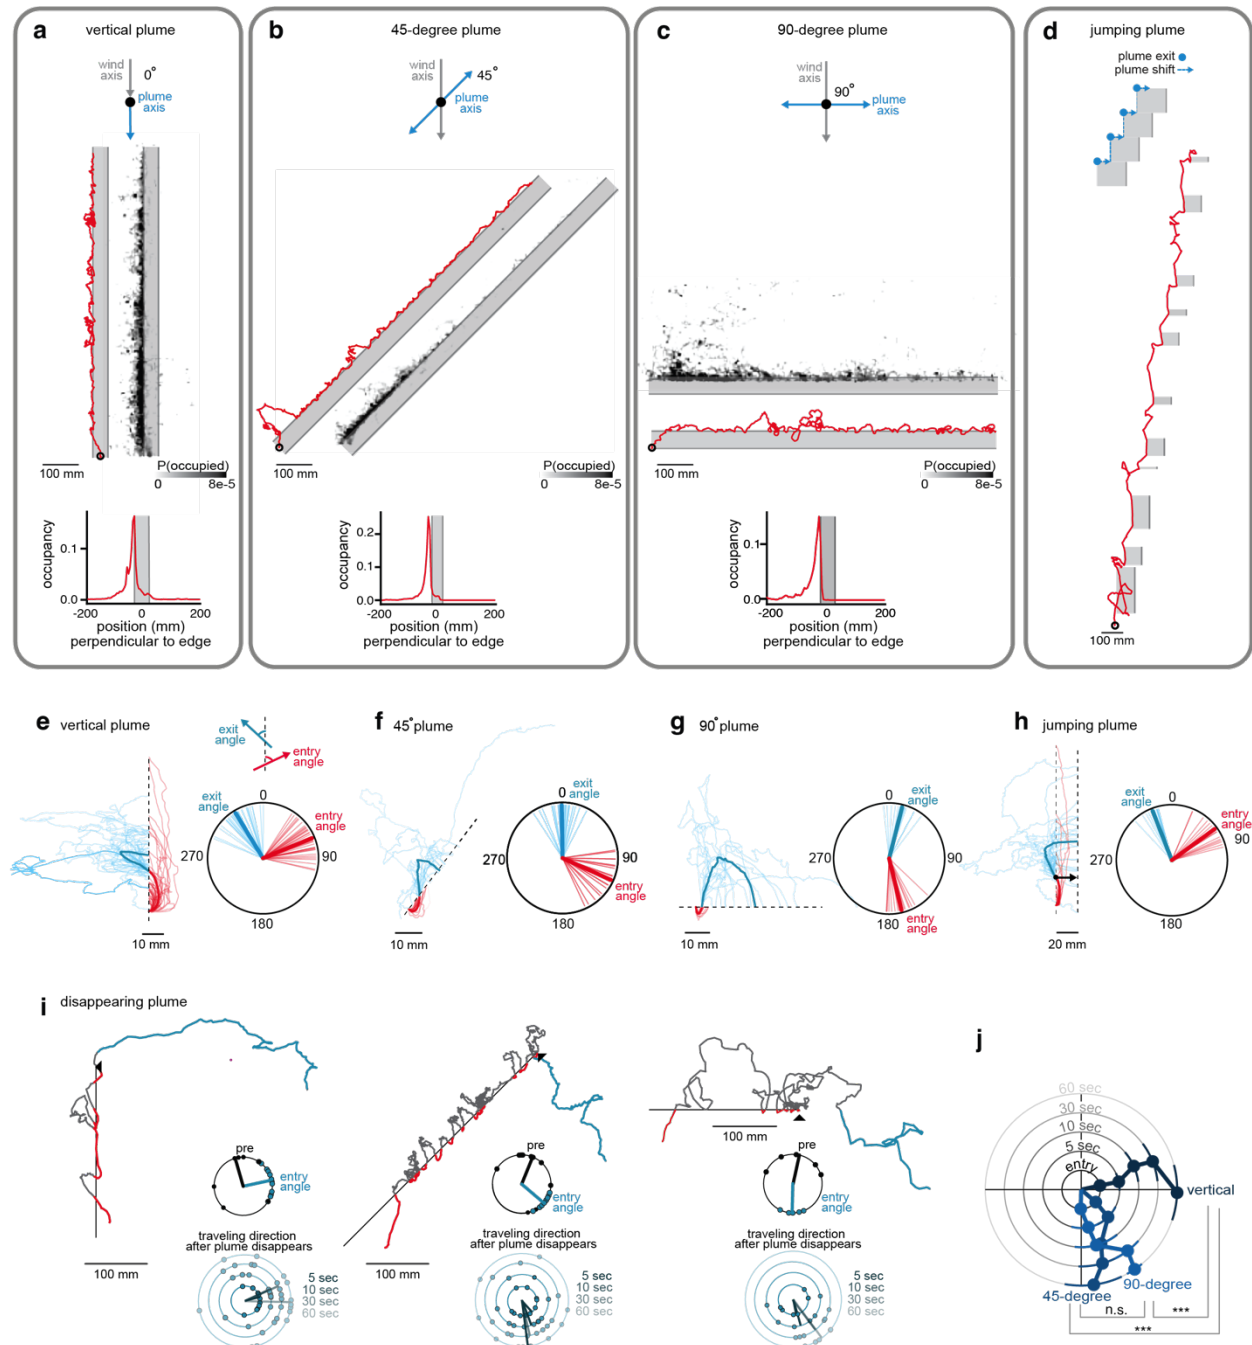 a vertical plume
wind axis
0°
plume axis
100 mm
P(occupied)
0 8e-5
occupancy
0.1
0.0
-200 0 200
position (mm)
perpendicular to edge
b 45-degree plume
wind axis
45°
plume axis
100 mm
P(occupied)
0 8e-5
occupancy
0.2
0.1
0.0
-200 0 200
position (mm)
perpendicular to edge
c 90-degree plume
wind axis
90°
plume axis
100 mm
P(occupied)
0 8e-5
occupancy
0.1
0.0
-200 0 200
position (mm)
perpendicular to edge
d jumping plume
plume exit
plume shift
100 mm
e vertical plume
exit angle
entry angle
exit angle
0
entry angle
270
90
180
10 mm
f 45° plume
0
exit angle
270
90
entry angle
180
10 mm
g 90° plume
0
exit angle
270
90
180
entry angle
10 mm
h jumping plume
exit angle
0
entry angle
90
270
180
20 mm
i disappearing plume
pre
entry angle
100 mm
traveling direction
after plume disappears
5 sec
10 sec
30 sec
60 sec
pre
entry angle
100 mm
traveling direction
after plume disappears
5 sec
10 sec
30 sec
60 sec
100 mm
pre
entry angle
traveling direction
after plume disappears
5 sec
10 sec
30 sec
60 sec
j
60 sec
30 sec
10 sec
5 sec
entry
vertical
90-degree
45-degree
n.s.
***
***